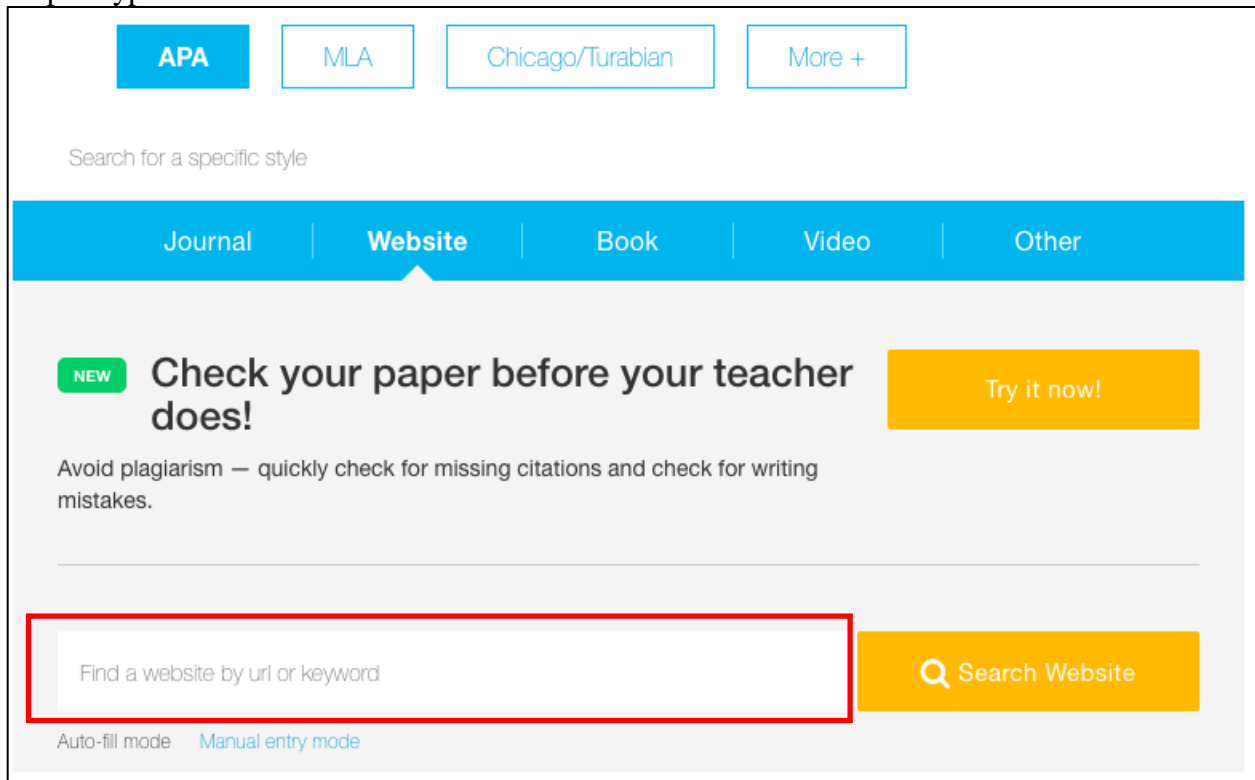 APA MLA Chicago/Turabian More +
Search for a specific style
Journal Website Book Video Other
NEW Check your paper before your teacher does!
Try it now!
Avoid plagiarism — quickly check for missing citations and check for writing
mistakes.
Find a website by url or keyword
Search Website
Auto-fill mode Manual entry mode